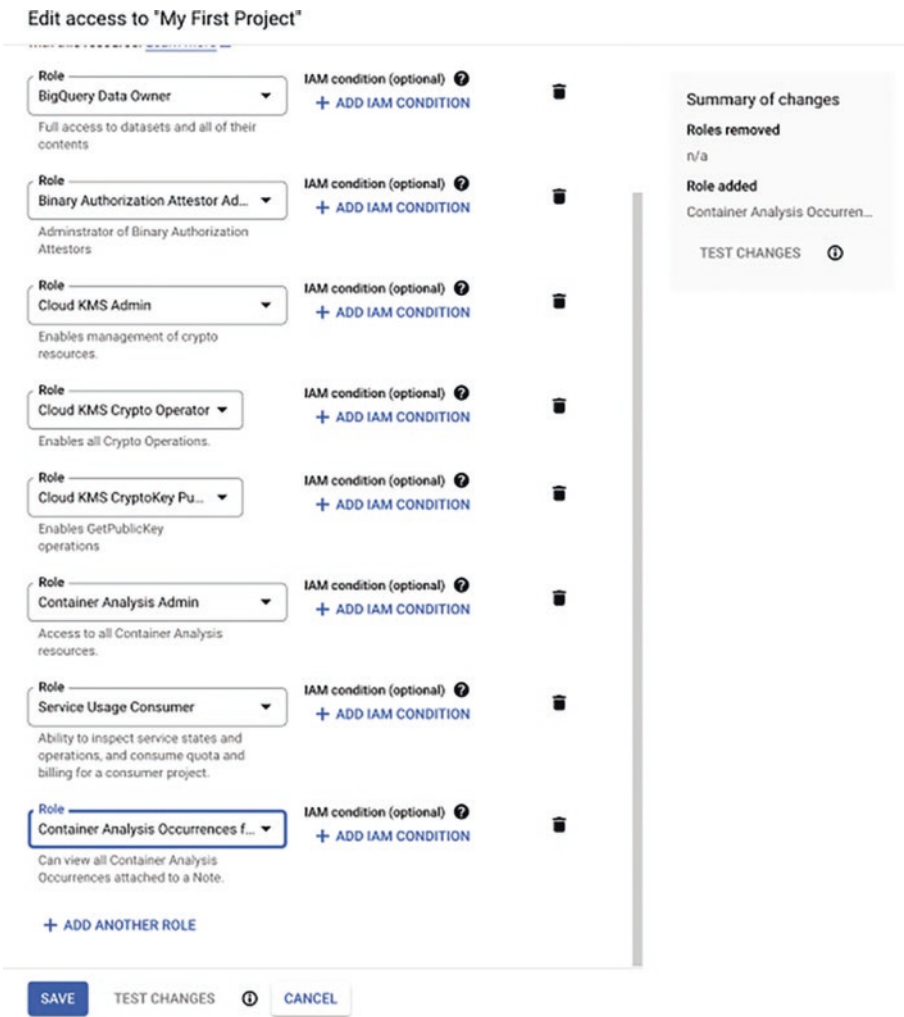 Edit access to "My First Project"
Role
BigQuery Data Owner
IAM condition (optional)
+ ADD IAM CONDITION
Full access to datasets and all of their
contents
Role
Binary Authorization Attestor Ad...
IAM condition (optional)
+ ADD IAM CONDITION
Adminstrator of Binary Authorization
Attestors
Role
Cloud KMS Admin
IAM condition (optional)
+ ADD IAM CONDITION
Enables management of crypto
resources.
Role
Cloud KMS Crypto Operator
IAM condition (optional)
+ ADD IAM CONDITION
Enables all Crypto Operations.
Role
Cloud KMS CryptoKey Pu...
IAM condition (optional)
+ ADD IAM CONDITION
Enables GetPublicKey
operations
Role
Container Analysis Admin
IAM condition (optional)
+ ADD IAM CONDITION
Access to all Container Analysis
resources.
Role
Service Usage Consumer
IAM condition (optional)
+ ADD IAM CONDITION
Ability to inspect service states and
operations, and consume quota and
billing for a consumer project.
Role
Container Analysis Occurrences f...
IAM condition (optional)
+ ADD IAM CONDITION
Can view all Container Analysis
Occurrences attached to a Note.
+ ADD ANOTHER ROLE
SAVE
TEST CHANGES
CANCEL
Summary of changes
Roles removed
n/a
Role added
Container Analysis Occurren...
TEST CHANGES